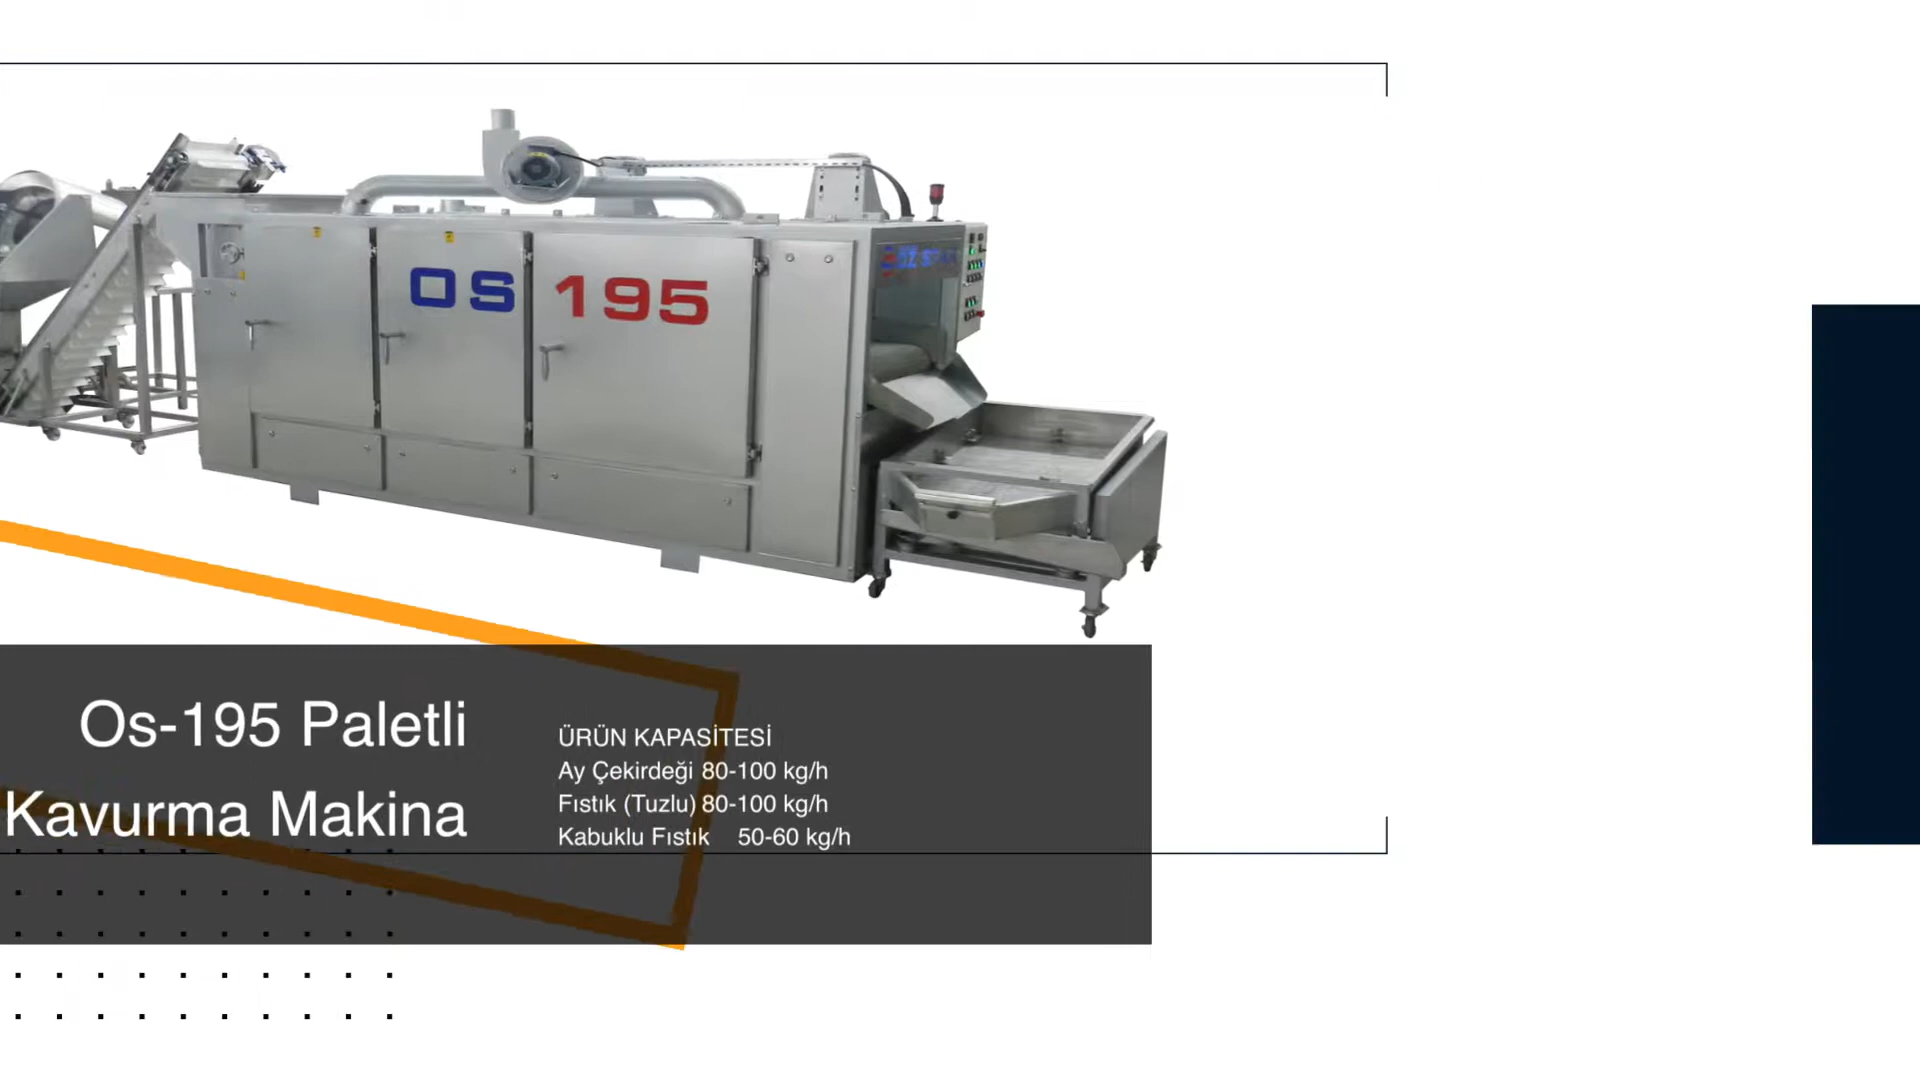 OS 195
Os-195 Paletli
Kavurma Makina
ÜRÜN KAPASİTESİ
Ay Çekirdeği 80-100 kg/h
Fıstık (Tuzlu) 80-100 kg/h
Kabuklu Fıstık 50-60 kg/h